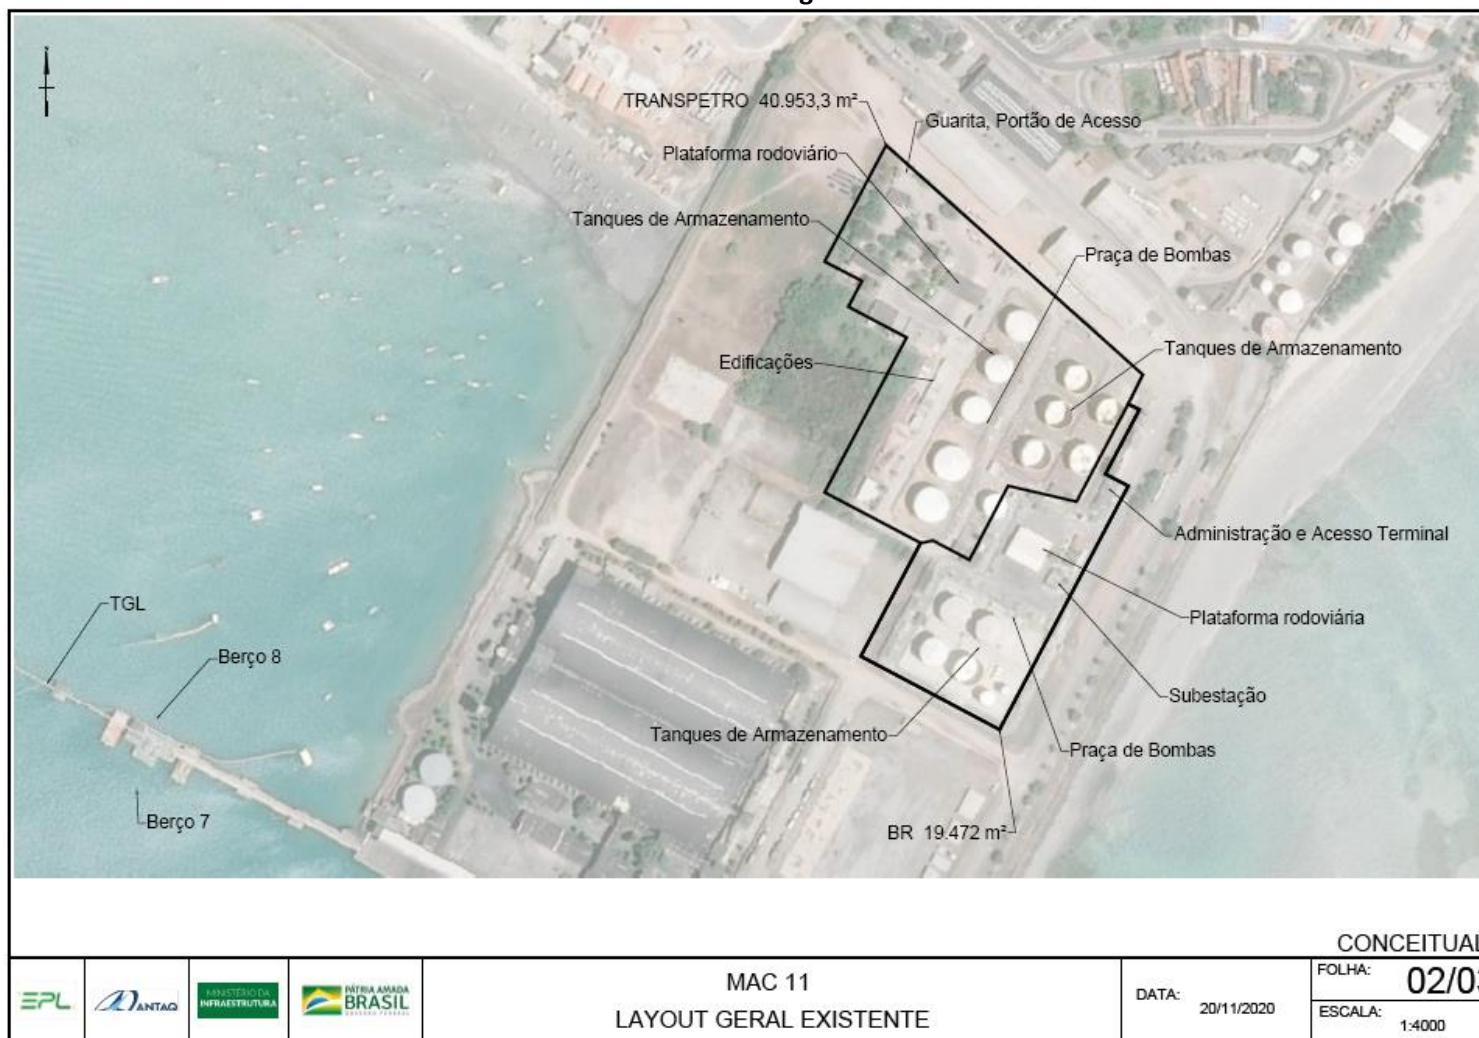 TRANSPETRO 40.953,3 m²
Guarita, Portão de Acesso
Plataforma rodoviário
Tanques de Armazenamento
Praça de Bombas
Tanques de Armazenamento
Edificações
Administração e Acesso Terminal
TGL
Plataforma rodoviária
Berço 8
Subestação
Tanques de Armazenamento
Praça de Bombas
Berço 7
BR 19.472 m²
CONCEITUAL
EPL
ANTAQ
MINISTÉRIO DA
INFRAESTRUTURA
PÁTRIA AMADA
BRASIL
GOVERNO FEDERAL
MAC 11
LAYOUT GERAL EXISTENTE
DATA:
20/11/2020
FOLHA:
02/03
ESCALA:
1:4000